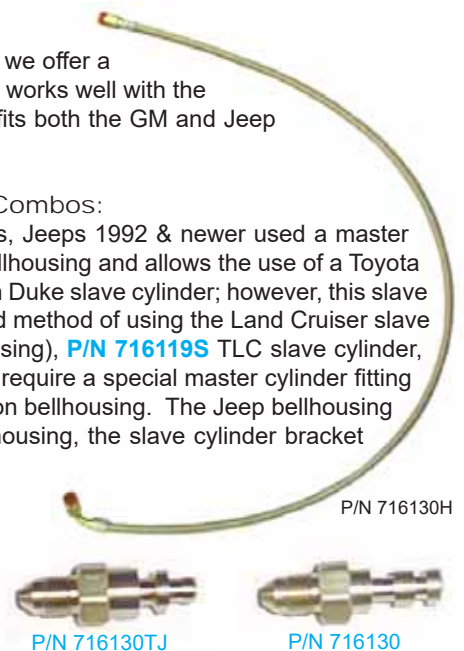 we offer a
works well with the
fits both the GM and Jeep
Combos:
s, Jeeps 1992 & newer used a master
llhousing and allows the use of a Toyota
n Duke slave cylinder; however, this slave
d method of using the Land Cruiser slave
sing), P/N 716119S TLC slave cylinder,
require a special master cylinder fitting
on bellhousing. The Jeep bellhousing
housing, the slave cylinder bracket
P/N 716130H
P/N 716130TJ
P/N 716130